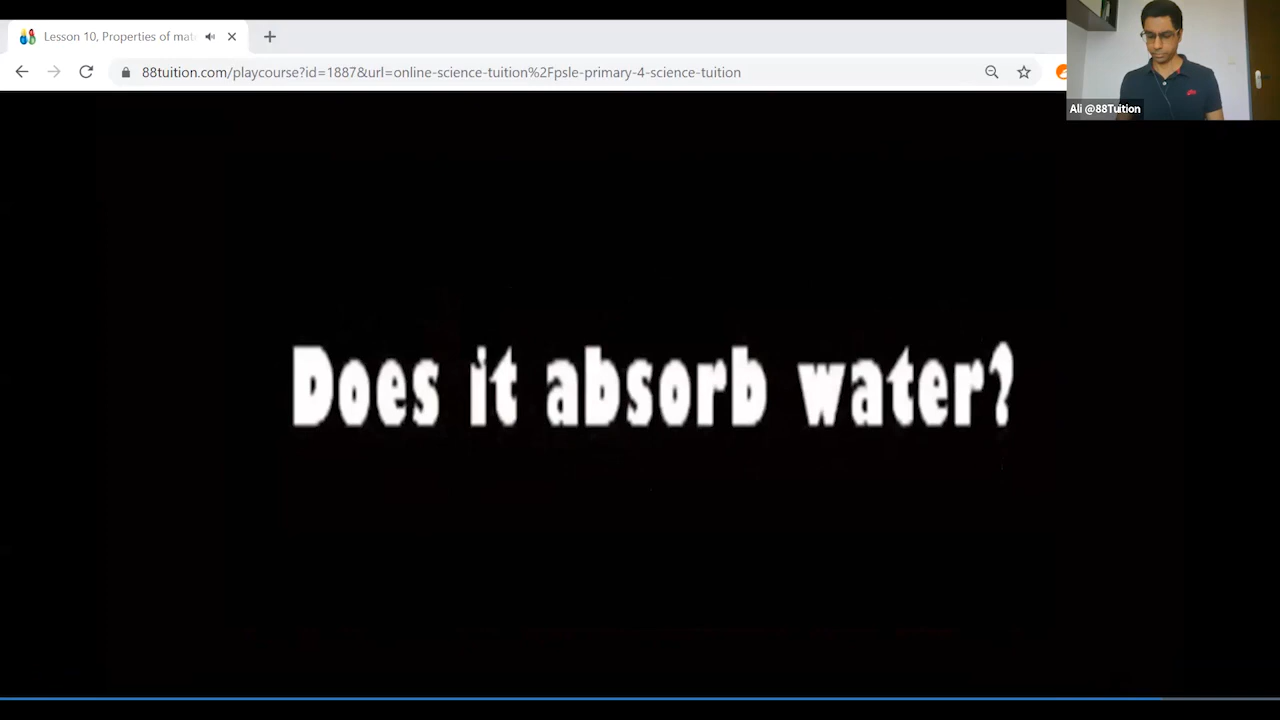 Lesson 10, Properties of mat
88tuition.com/playcourse?id=1887&url=online-science-tuition%2Fpsle-primary-4-science-tuition
Ali @88Tuition
Does it absorb water?